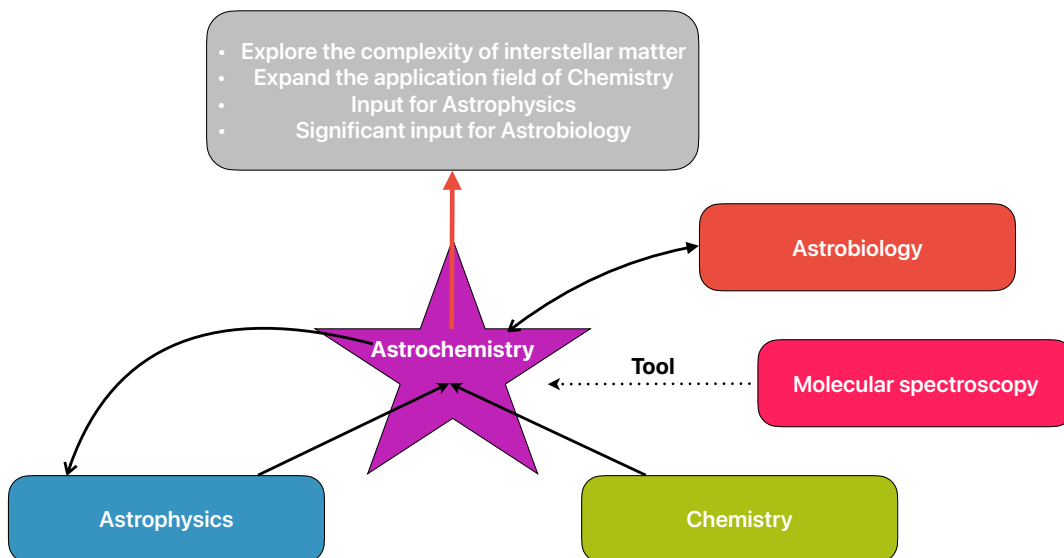 • Explore the complexity of interstellar matter
• Expand the application field of Chemistry
• Input for Astrophysics
• Significant input for Astrobiology
Astrobiology
Astrochemistry
Tool
Molecular spectroscopy
Astrophysics
Chemistry